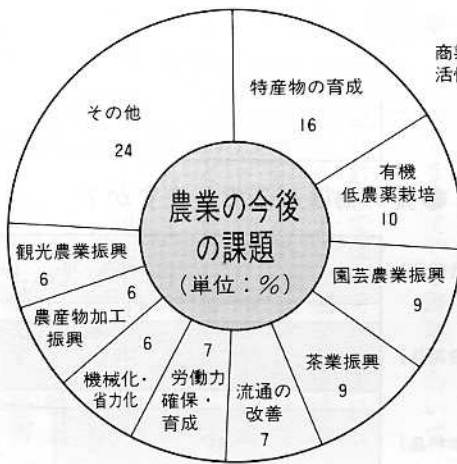 農業の今後
の課題
(単位:%)
特産物の育成
16
有機
低農薬栽培
10
園芸農業振興
9
茶業振興
9
流通の
改善
7
労働力
確保・
育成
7
機械化・
省力化
6
農産物加工
振興
6
観光農業振興
6
その他
24